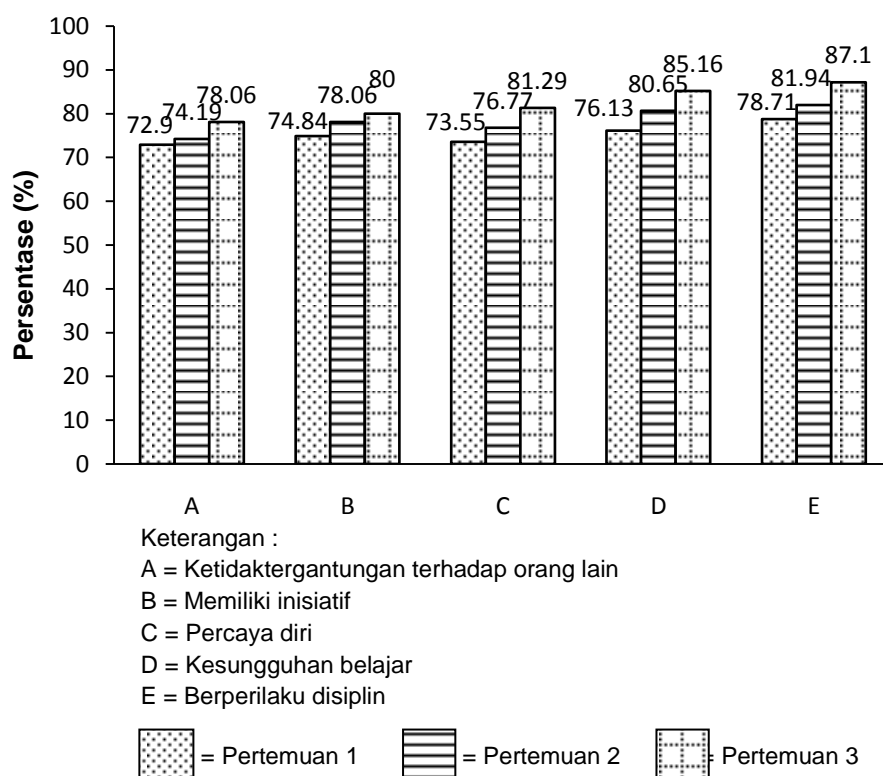 100
90
80
70
60
50
40
30
20
10
0
Persentase (%)
72.9 74.19 78.06
74.84 78.06 80
73.55 76.77 81.29
76.13 80.65 85.16
78.71 81.94 87.1
A B C D E
Keterangan :
A = Ketidaktergantungan terhadap orang lain
B = Memiliki inisiatif
C = Percaya diri
D = Kesungguhan belajar
E = Berperilaku disiplin
= Pertemuan 1 = Pertemuan 2 = Pertemuan 3